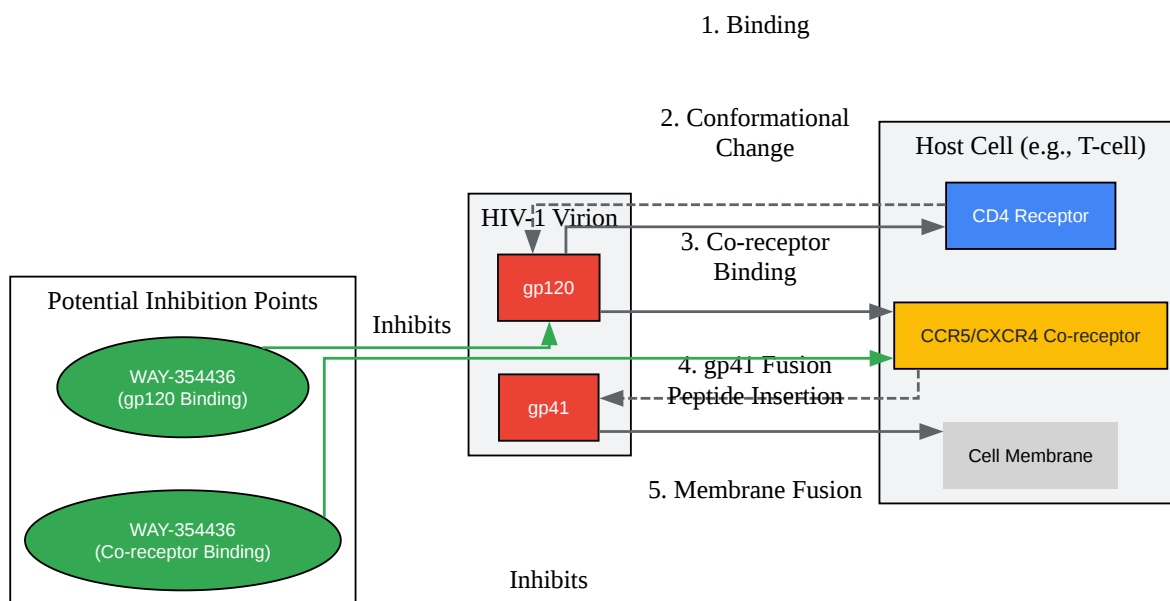 1. Binding
2. Conformational
Change
Host Cell (e.g., T-cell)
CD4 Receptor
HIV-1 Virion
3. Co-receptor
Binding
gp120
Potential Inhibition Points
Inhibits
CCR5/CXCR4 Co-receptor
WAY-354436
(gp120 Binding)
4. gp41 Fusion
Peptide Insertion
gp41
Cell Membrane
5. Membrane Fusion
WAY-354436
(Co-receptor Binding)
Inhibits